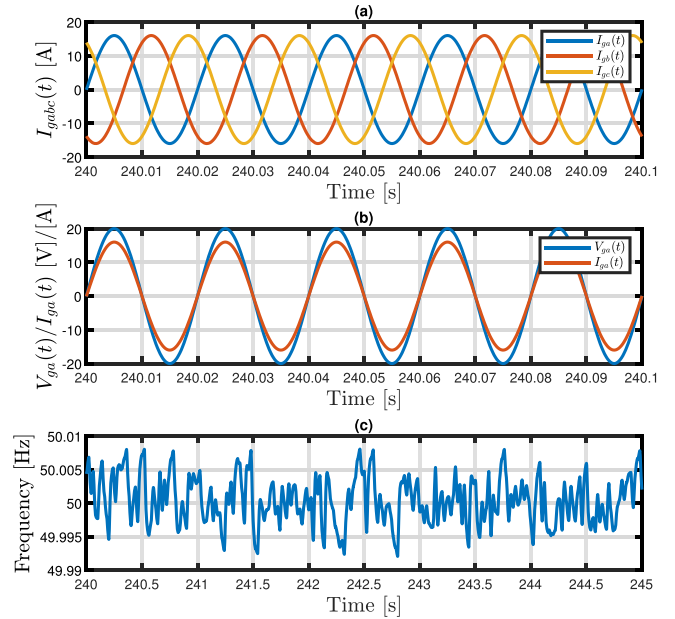 (a)
I_{gabc}(t) [A]
20
10
0
-10
-20
I_{ga}(t)
I_{gb}(t)
I_{gc}(t)
240 240.01 240.02 240.03 240.04 240.05 240.06 240.07 240.08 240.09 240.1
Time [s]
(b)
V_{ga}(t)/I_{ga}(t) [V]/[A]
20
10
0
-10
-20
V_{ga}(t)
I_{ga}(t)
240 240.01 240.02 240.03 240.04 240.05 240.06 240.07 240.08 240.09 240.1
Time [s]
(c)
Frequency [Hz]
50.01
50.005
50
49.995
49.99
240 240.5 241 241.5 242 242.5 243 243.5 244 244.5 245
Time [s]